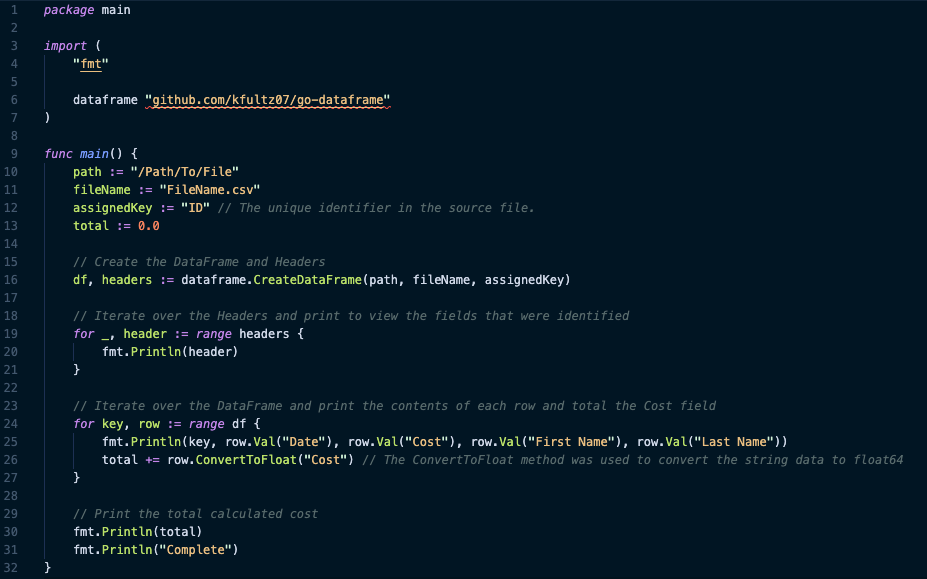 1 package main
2
3 import (
4     "fmt"
5
6     dataframe "github.com/kfultz07/go-dataframe"
7 )
8
9 func main() {
10     path := "/Path/To/File"
11     fileName := "FileName.csv"
12     assignedKey := "ID" // The unique identifier in the source file.
13     total := 0.0
14
15     // Create the DataFrame and Headers
16     df, headers := dataframe.CreateDataFrame(path, fileName, assignedKey)
17
18     // Iterate over the Headers and print to view the fields that were identified
19     for _, header := range headers {
20         fmt.Println(header)
21     }
22
23     // Iterate over the DataFrame and print the contents of each row and total the Cost field
24     for key, row := range df {
25         fmt.Println(key, row.Val("Date"), row.Val("Cost"), row.Val("First Name"), row.Val("Last Name"))
26         total += row.ConvertToFloat("Cost") // The ConvertToFloat method was used to convert the string data to float64
27     }
28
29     // Print the total calculated cost
30     fmt.Println(total)
31     fmt.Println("Complete")
32 }